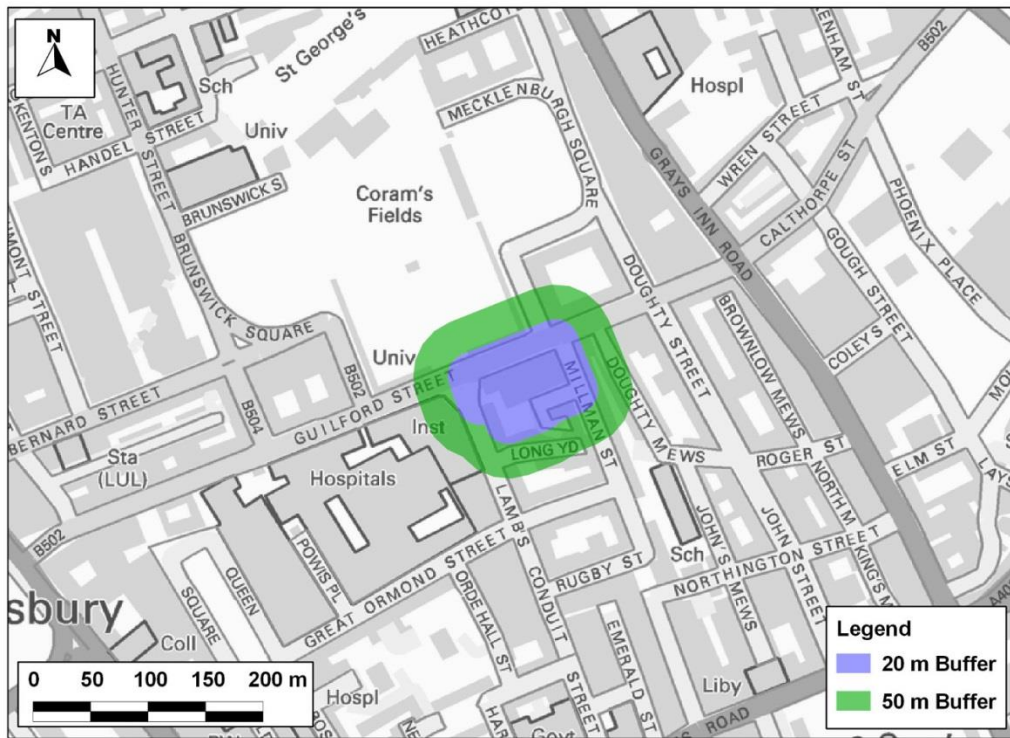 N
HEATHCOT
St George's
Sch
HUNTER STREET
KENTON S
TA
Centre
HANDEL STREET
Univ
BRUNSWICK S
MECKLENBURGH SQUARE
Hospl
B502
WREN STREET
GRAYS INN ROAD
CALTHORPE ST
PHOENIX PLACE
GOUGH STREET
Coram's
Fields
BRUNSWICK SQUARE
DOUGHTY STREET
BROWNLOW MEWS
COLEY S
Univ
B502
B504
GUILFORD STREET
BERNARD STREET
MILLMAN ST
DOUGHTY MEWS
Inst
LONG YD
ROGER ST
ELM ST
Sta
(LUL)
Hospitals
B502
LAMB'S CONDUIT STREET
NORTH M
Sch
JOHN'S MEWS
JOHN STREET
KING'S M
NORTHINGTON STREET
RUGBY ST
POWIS PL
QUEEN SQUARE
GREAT ORMOND STREET
ORDE HALL ST
EMERALD ST
sbury
Coll
Hospl
Liby
ROAD
Govt
0 50 100 150 200 m
Legend
20 m Buffer
50 m Buffer